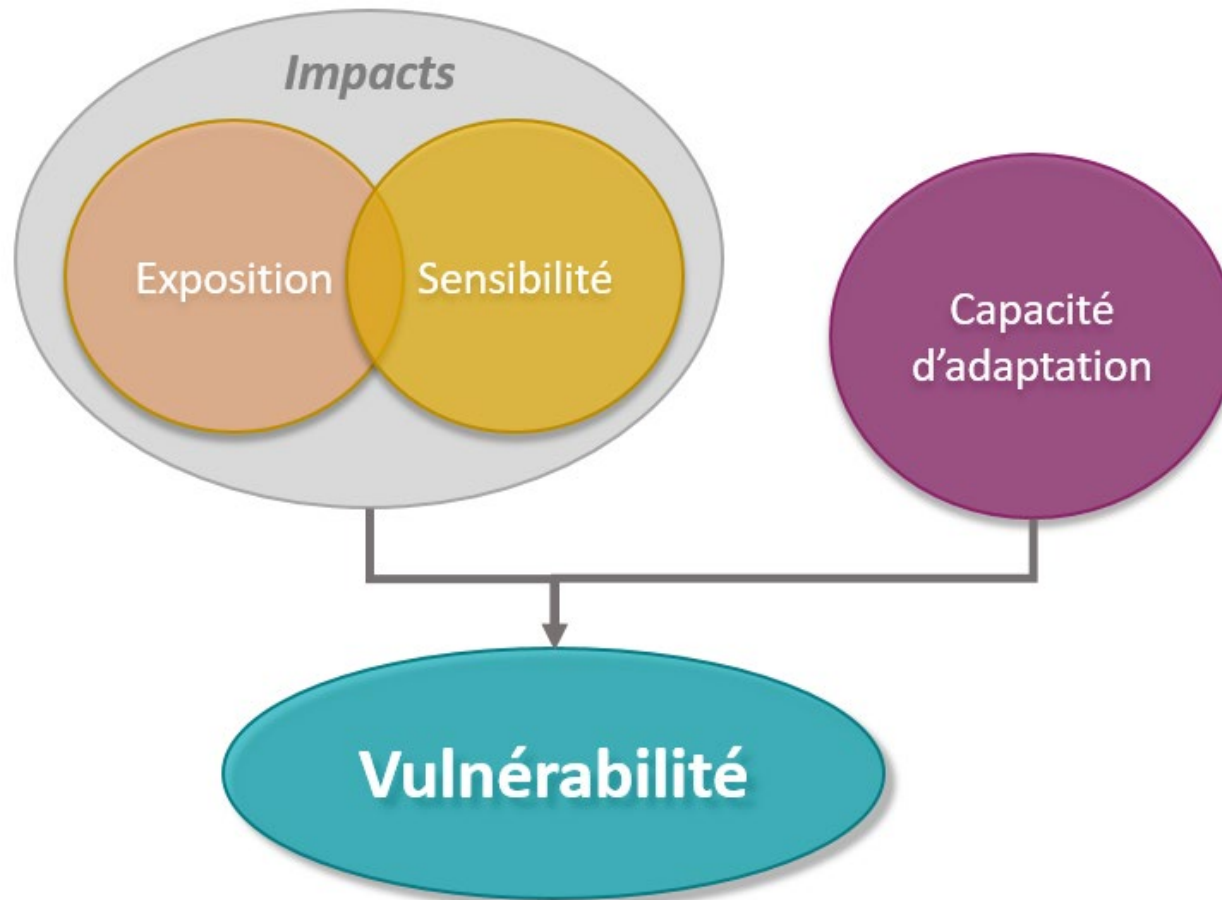 Impacts
Exposition
Sensibilité
Capacité
d’adaptation
Vulnérabilité